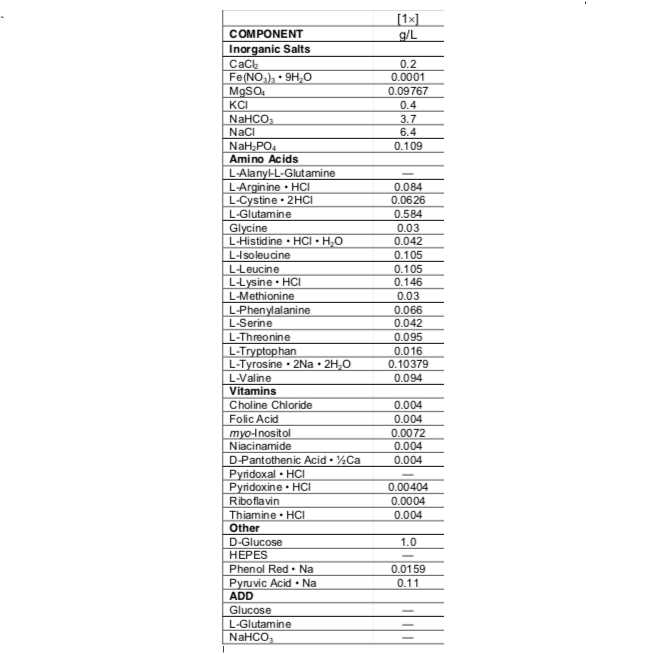 [1×]
COMPONENT g/L
Inorganic Salts
CaCl₂ 0.2
Fe(NO₃)₃ • 9H₂O 0.0001
MgSO₄ 0.09767
KCl 0.4
NaHCO₃ 3.7
NaCl 6.4
NaH₂PO₄ 0.109
Amino Acids
L-Alanyl-L-Glutamine —
L-Arginine • HCl 0.084
L-Cystine • 2HCl 0.0626
L-Glutamine 0.584
Glycine 0.03
L-Histidine • HCl • H₂O 0.042
L-Isoleucine 0.105
L-Leucine 0.105
L-Lysine • HCl 0.146
L-Methionine 0.03
L-Phenylalanine 0.066
L-Serine 0.042
L-Threonine 0.095
L-Tryptophan 0.016
L-Tyrosine • 2Na • 2H₂O 0.10379
L-Valine 0.094
Vitamins
Choline Chloride 0.004
Folic Acid 0.004
myo-Inositol 0.0072
Niacinamide 0.004
D-Pantothenic Acid • ½Ca 0.004
Pyridoxal • HCl —
Pyridoxine • HCl 0.00404
Riboflavin 0.0004
Thiamine • HCl 0.004
Other
D-Glucose 1.0
HEPES —
Phenol Red • Na 0.0159
Pyruvic Acid • Na 0.11
ADD
Glucose —
L-Glutamine —
NaHCO₃ —